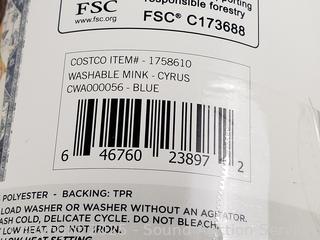 FSC
www.fsc.org
responsible forestry
FSC® C173688
COSTCO ITEM# - 1758610
WASHABLE MINK - CYRUS
CWA000056 - BLUE
6 46760 23897 2
POLYESTER - BACKING: TPR
LOAD WASHER OR WASHER WITHOUT AN AGITATOR.
ASH COLD, DELICATE CYCLE. DO NOT BLEACH.
LOW HEAT. DO NOT IRON.
LOW HEAT SETTING